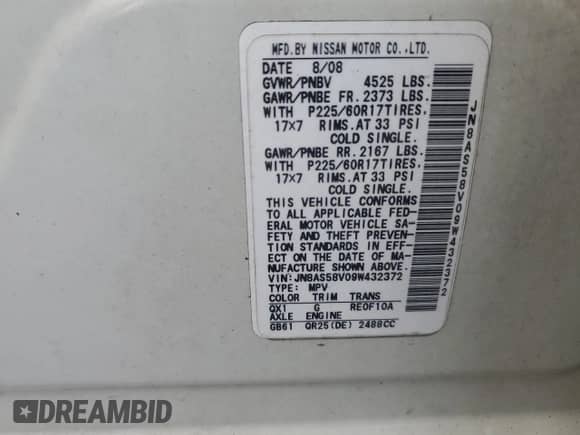 MFD.BY NISSAN MOTOR CO.,LTD.
DATE 8/08
GVWR/PNBV 4525 LBS.
GAWR/PNBE FR. 2373 LBS.
WITH P225/60R17TIRES.
17X7 RIMS.AT 33 PSI
COLD SINGLE.
GAWR/PNBE RR. 2167 LBS.
WITH P225/60R17TIRES.
17X7 RIMS.AT 33 PSI
COLD SINGLE.
THIS VEHICLE CONFORMS
TO ALL APPLICABLE FED-
ERAL MOTOR VEHICLE SA-
FETY AND THEFT PREVEN-
TION STANDARDS IN EFF-
ECT ON THE DATE OF MA-
NUFACTURE SHOWN ABOVE.
VIN:JN8AS58V09W432372
TYPE: MPV
COLOR TRIM TRANS
QX1 G RE0F10A
AXLE ENGINE
GB61 QR25(DE) 2488CC
JN8AS58V09W432372
DREAMBID